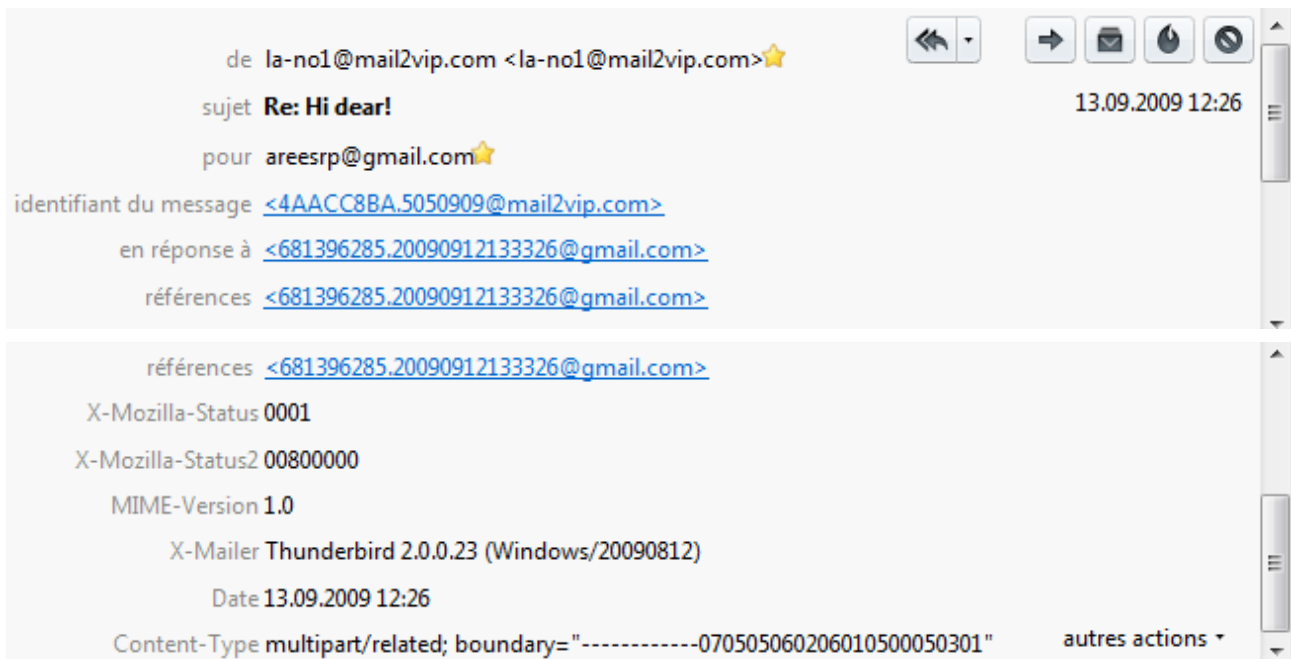 de la-no1@mail2vip.com <la-no1@mail2vip.com>
sujet Re: Hi dear! 13.09.2009 12:26
pour areesrp@gmail.com
identifiant du message <4AACC8BA.5050909@mail2vip.com>
en réponse à <681396285.20090912133326@gmail.com>
références <681396285.20090912133326@gmail.com>
références <681396285.20090912133326@gmail.com>
X-Mozilla-Status 0001
X-Mozilla-Status2 00800000
MIME-Version 1.0
X-Mailer Thunderbird 2.0.0.23 (Windows/20090812)
Date 13.09.2009 12:26
Content-Type multipart/related; boundary="------------070505060206010500050301" autres actions